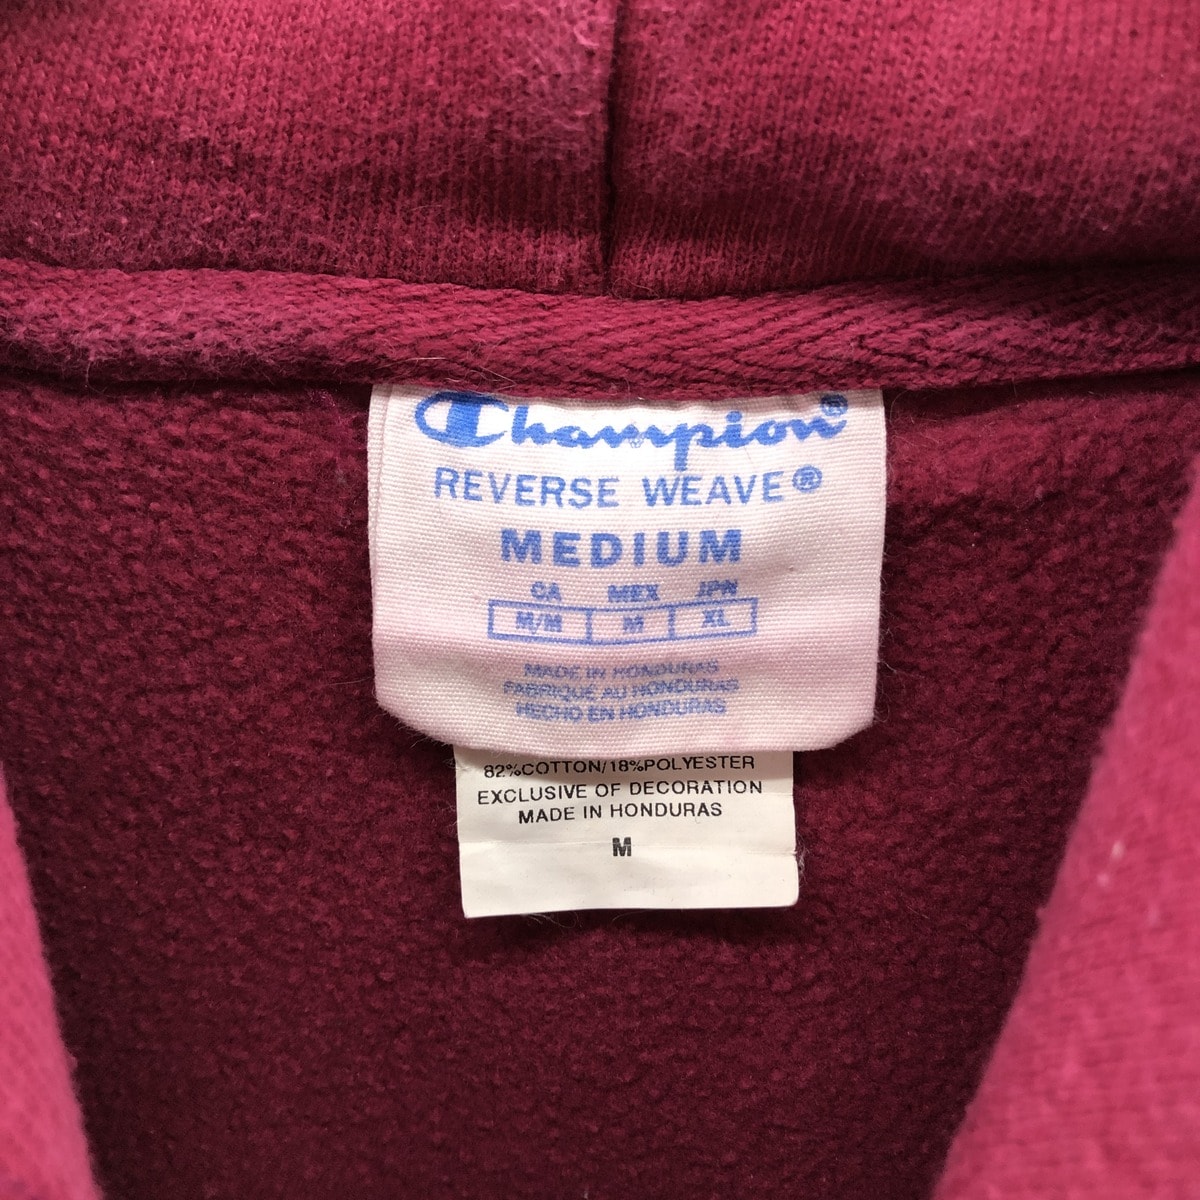 Champion®
REVERSE WEAVE®
MEDIUM
CA MEX JPN
M/M M XL
MADE IN HONDURAS
FABRIQUÉ AU HONDURAS
HECHO EN HONDURAS
82%COTTON/18%POLYESTER
EXCLUSIVE OF DECORATION
MADE IN HONDURAS
M